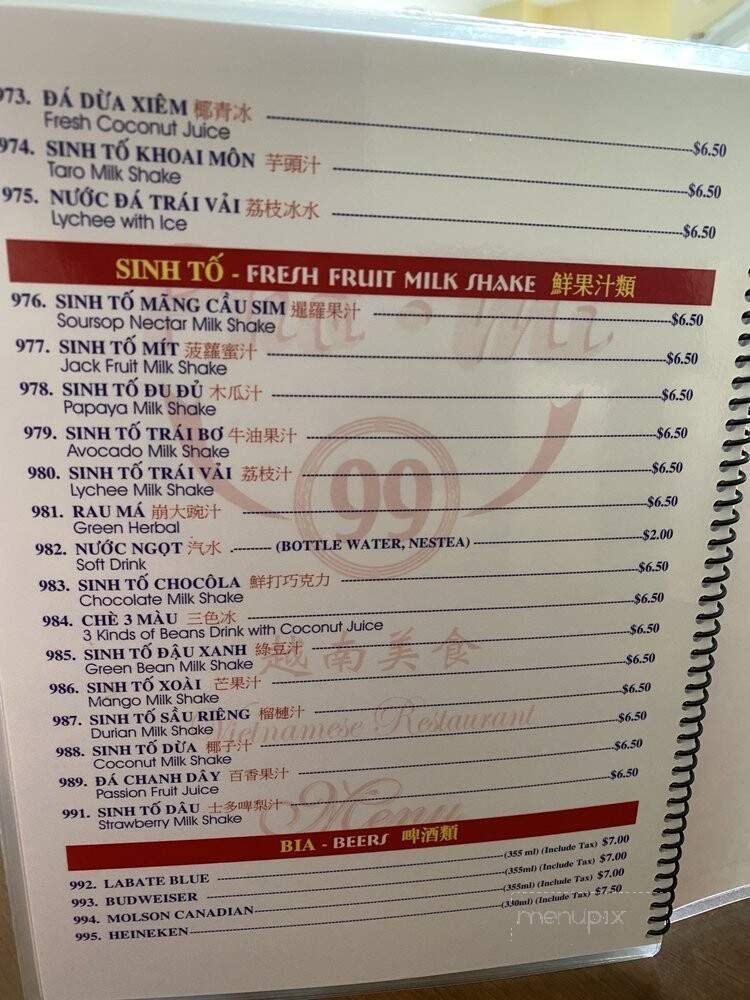 973. ĐÁ DỪA XIÊM 椰青冰 $6.50
Fresh Coconut Juice
974. SINH TỐ KHOAI MÔN 芋頭汁 $6.50
Taro Milk Shake
975. NƯỚC ĐÁ TRÁI VẢI 荔枝冰水 $6.50
Lychee with Ice
SINH TỐ - FRESH FRUIT MILK SHAKE 鮮果汁類
976. SINH TỐ MÃNG CẦU SIM 暹羅果汁 $6.50
Soursop Nectar Milk Shake
977. SINH TỐ MÍT 菠蘿蜜汁 $6.50
Jack Fruit Milk Shake
978. SINH TỐ ĐU ĐỦ 木瓜汁 $6.50
Papaya Milk Shake
979. SINH TỐ TRÁI BƠ 牛油果汁 $6.50
Avocado Milk Shake
99
980. SINH TỐ TRÁI VẢI 荔枝汁 $6.50
Lychee Milk Shake
981. RAU MÁ 崩大豌汁 $6.50
Green Herbal
982. NƯỚC NGỌT 汽水 (BOTTLE WATER, NESTEA) $2.00
Soft Drink
983. SINH TỐ CHOCÔLA 鮮打巧克力 $6.50
Chocolate Milk Shake
984. CHÈ 3 MÀU 三色冰 $6.50
3 Kinds of Beans Drink with Coconut Juice
985. SINH TỐ ĐẬU XANH 綠豆汁 $6.50
Green Bean Milk Shake
越南美食
986. SINH TỐ XOÀI 芒果汁 $6.50
Mango Milk Shake
987. SINH TỐ SẦU RIÊNG 榴槤汁 $6.50
Durian Milk Shake
Vietnamese Restaurant
988. SINH TỐ DỪA 椰子汁 $6.50
Coconut Milk Shake
989. ĐÁ CHANH DÂY 百香果汁 $6.50
Passion Fruit Juice
991. SINH TỐ DÂU 士多啤梨汁 $6.50
Strawberry Milk Shake
Menu
BIA - BEERS 啤酒類
992. LABATE BLUE (355 ml) (Include Tax) $7.00
993. BUDWEISER (355ml) (Include Tax) $7.00
994. MOLSON CANADIAN (355ml) (Include Tax) $7.00
995. HEINEKEN (330ml) (Include Tax) $7.50
menupix